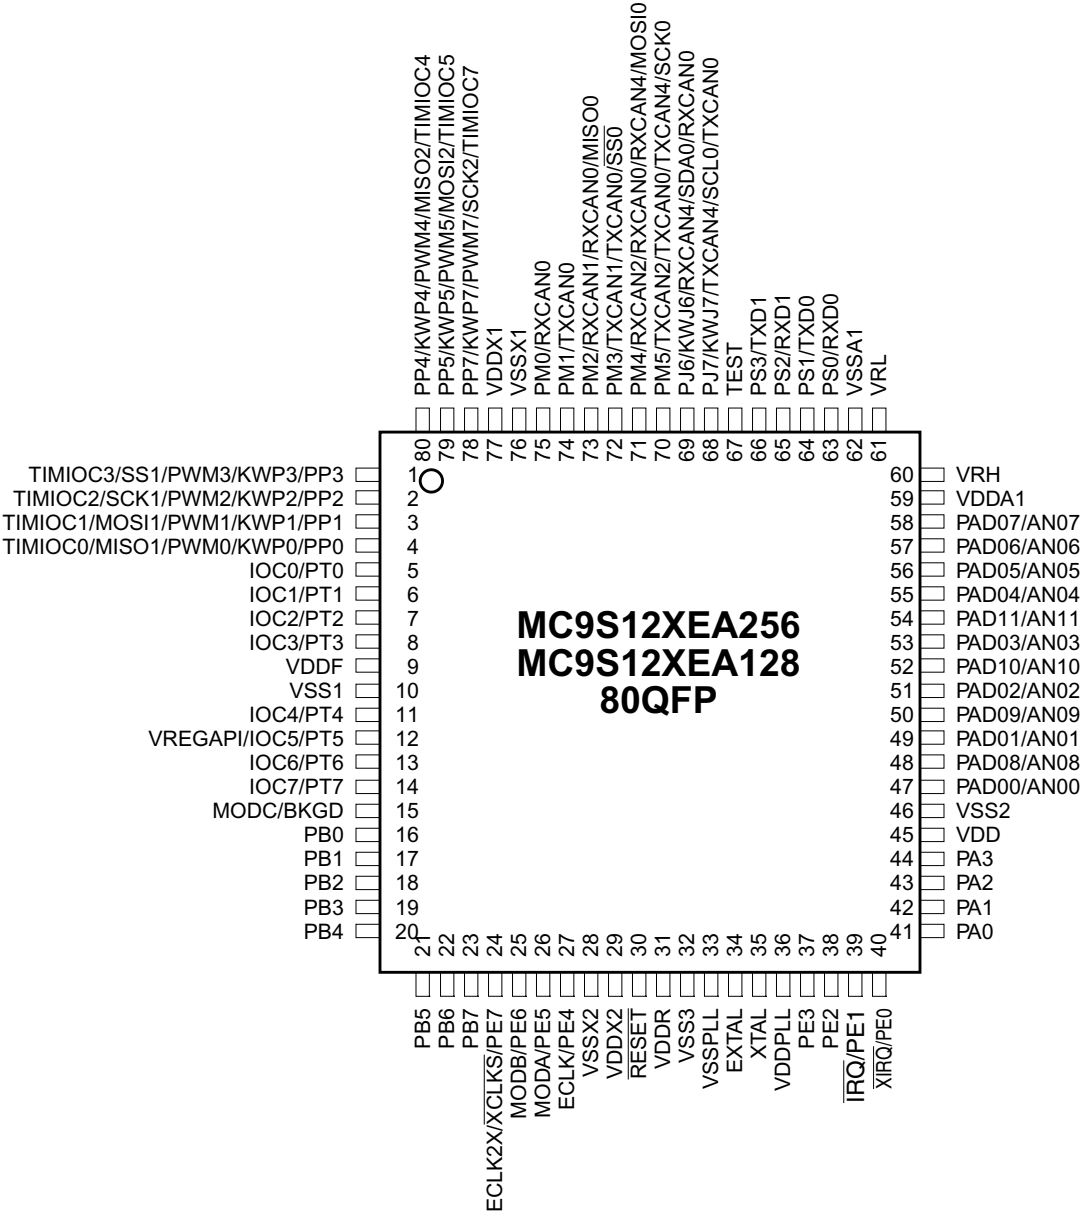 PP4/KWP4/PWM4/MISO2/TIMIOC4
PP5/KWP5/PWM5/MOSI2/TIMIOC5
PP7/KWP7/PWM7/SCK2/TIMIOC7
VDDX1
VSSX1
PM0/RXCAN0
PM1/TXCAN0
PM2/RXCAN1/RXCAN0/MISO0
PM3/TXCAN1/TXCAN0/SS0
PM4/RXCAN2/RXCAN0/RXCAN4/MOSI0
PM5/TXCAN2/TXCAN0/TXCAN4/SCK0
PJ6/KWJ6/RXCAN4/SDA0/RXCAN0
PJ7/KWJ7/TXCAN4/SCL0/TXCAN0
TEST
PS3/TXD1
PS2/RXD1
PS1/TXD0
PS0/RXD0
VSSA1
VRL
80
79
78
77
76
75
74
73
72
71
70
69
68
67
66
65
64
63
62
61
TIMIOC3/SS1/PWM3/KWP3/PP3 1
TIMIOC2/SCK1/PWM2/KWP2/PP2 2
TIMIOC1/MOSI1/PWM1/KWP1/PP1 3
TIMIOC0/MISO1/PWM0/KWP0/PP0 4
IOC0/PT0 5
IOC1/PT1 6
IOC2/PT2 7
IOC3/PT3 8
VDDF 9
VSS1 10
IOC4/PT4 11
VREGAPI/IOC5/PT5 12
IOC6/PT6 13
IOC7/PT7 14
MODC/BKGD 15
PB0 16
PB1 17
PB2 18
PB3 19
PB4 20
MC9S12XEA256
MC9S12XEA128
80QFP
60 VRH
59 VDDA1
58 PAD07/AN07
57 PAD06/AN06
56 PAD05/AN05
55 PAD04/AN04
54 PAD11/AN11
53 PAD03/AN03
52 PAD10/AN10
51 PAD02/AN02
50 PAD09/AN09
49 PAD01/AN01
48 PAD08/AN08
47 PAD00/AN00
46 VSS2
45 VDD
44 PA3
43 PA2
42 PA1
41 PA0
21
22
23
24
25
26
27
28
29
30
31
32
33
34
35
36
37
38
39
40
PB5
PB6
PB7
ECLK2X/XCLKS/PE7
MODB/PE6
MODA/PE5
ECLK/PE4
VSSX2
VDDX2
RESET
VDDR
VSS3
VSSPLL
EXTAL
XTAL
VDDPLL
PE3
PE2
IRQ/PE1
XIRQ/PE0